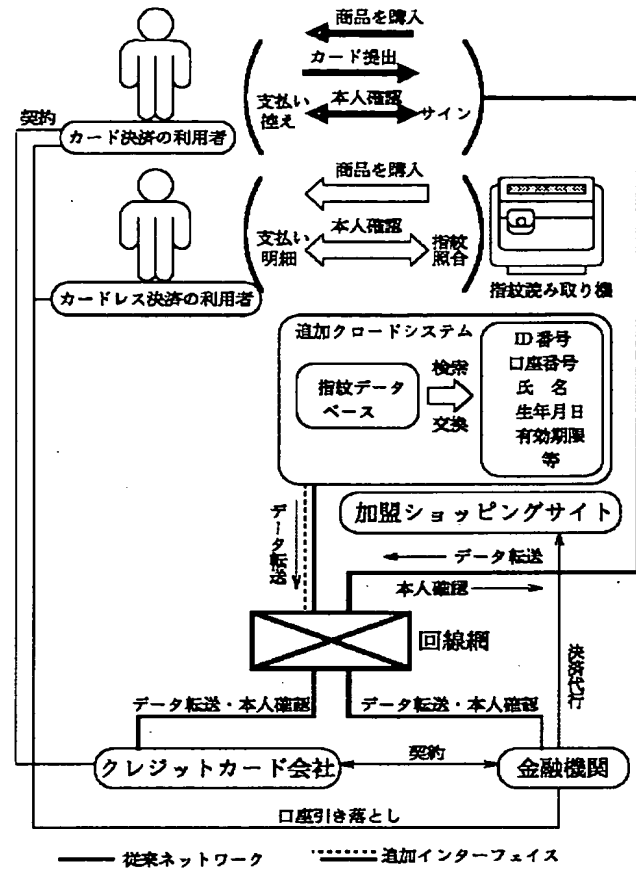 商品を購入
カード提出
契約
支払い
控え
本人確認
サイン
カード決済の利用者
商品を購入
支払い
明細
本人確認
指紋
照合
カードレス決済の利用者
指紋読み取り機
追加クロードシステム
指紋データ
ベース
検索
交換
ID番号
口座番号
氏 名
生年月日
有効期限
等
データ転送
加盟ショッピングサイト
データ転送
本人確認
回線網
決済代行
データ転送・本人確認
データ転送・本人確認
クレジットカード会社
契約
金融機関
口座引き落とし
従来ネットワーク
追加インターフェイス